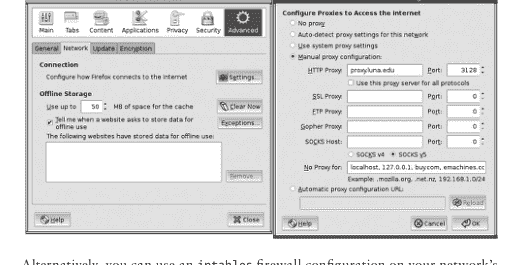 Main Tabs Content Applications Privacy Security Advanced
General Network Update Encryption
Connection
Configure how Firefox connects to the Internet
Settings...
Offline Storage
Use up to 50 MB of space for the cache
Clear Now
Tell me when a website asks to store data for offline use
Exceptions...
The following websites have stored data for offline use:
Remove...
Help
Close
Configure Proxies to Access the Internet
No proxy
Auto-detect proxy settings for this network
Use system proxy settings
Manual proxy configuration:
HTTP Proxy: proxy.luna.edu Port: 3128
Use this proxy server for all protocols
SSL Proxy: Port: 0
FTP Proxy: Port: 0
Gopher Proxy: Port: 0
SOCKS Host: Port: 0
SOCKS v4 SOCKS v5
No Proxy for: localhost, 127.0.0.1, buy.com, emachines.cc
Example: .mozilla.org, .net.nz, 192.168.1.0/24
Automatic proxy configuration URL:
Reload
Help
Cancel
OK
Alternatively, you can use an iptables firewall configuration on your network's